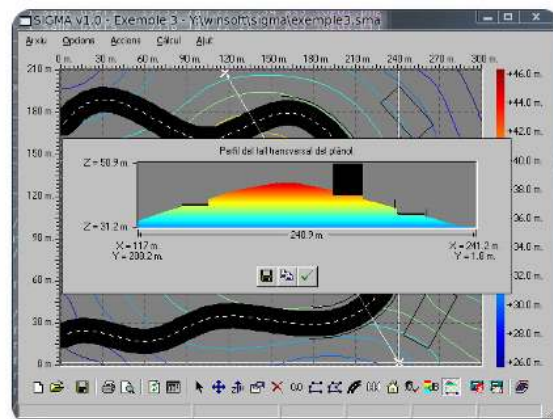 SIGMA v1.0 - Exemple 3 - Y:\winsoft\sigma\exemple3.sma
Arxiu Opcions Accions Càlcul Ajut
0 m. 30 m. 60 m. 90 m. 120 m. 150 m. 180 m. 210 m. 240 m. 270 m. 300 m.
210 m.
180 m.
150 m.
120 m.
90 m.
60 m.
30 m.
0 m.
+46.0 m.
+44.0 m.
+42.0 m.
+40.0 m.
+38.0 m.
+36.0 m.
+34.0 m.
+32.0 m.
+30.0 m.
+28.0 m.
+26.0 m.
Perfil del tall transversal del plànol
Z = 50.9 m.
Z = 31.2 m.
240.9 m.
X = 117 m.
Y = 208.2 m.
X = 241.2 m.
Y = 1.8 m.